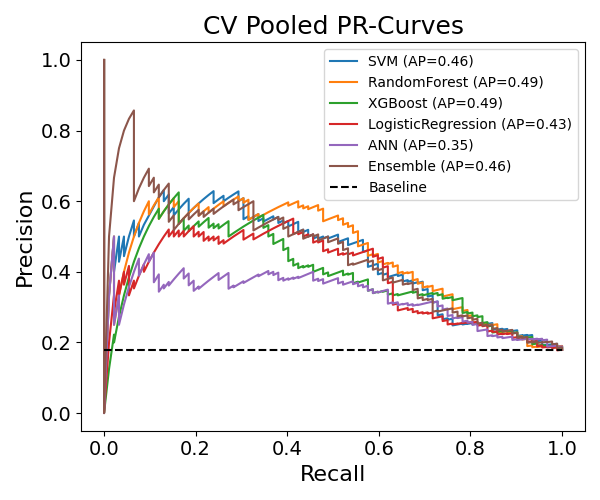 CV Pooled PR-Curves
SVM (AP=0.46)
RandomForest (AP=0.49)
XGBoost (AP=0.49)
LogisticRegression (AP=0.43)
ANN (AP=0.35)
Ensemble (AP=0.46)
Baseline
Precision
1.0
0.8
0.6
0.4
0.2
0.0
0.0 0.2 0.4 0.6 0.8 1.0
Recall